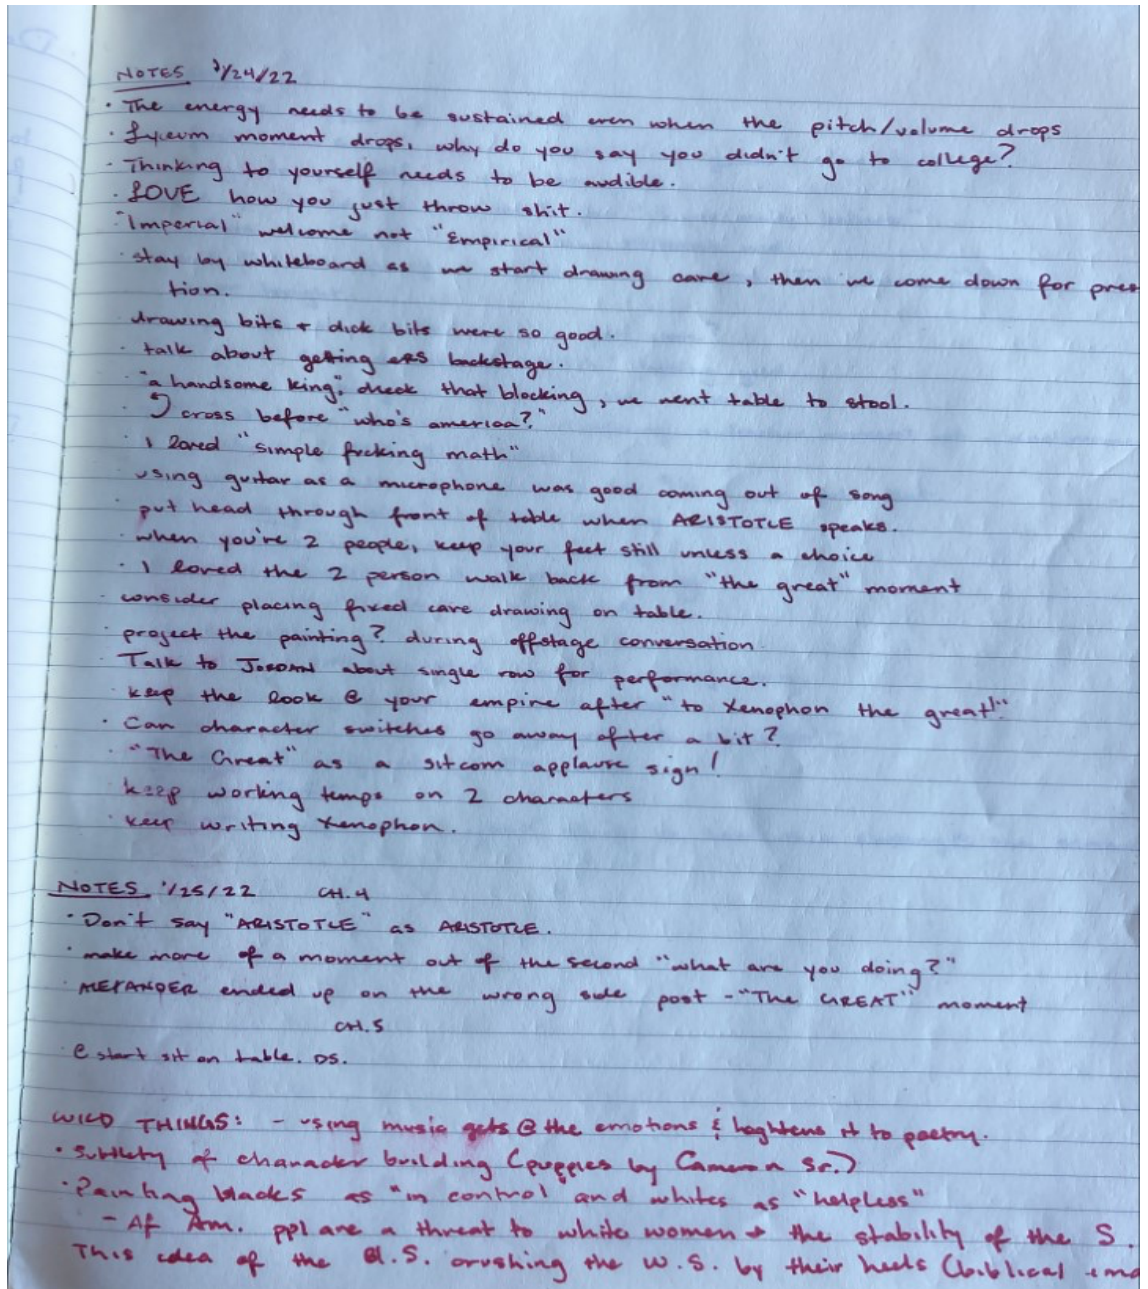 NOTES 1/24/22
· The energy needs to be sustained even when the pitch/volume drops
· Lyceum moment drops, why do you say you didn't go to college?
· Thinking to yourself needs to be audible.
· LOVE how you just throw shit.
· "Imperial" welcome not "Empirical"
· stay by whiteboard as we start drawing cave, then we come down for
tion.
drawing bits + dick bits were so good.
· talk about getting backstage.
· "a handsome king", check that blocking, we went table to stool.
cross before "who's america?"
· I loved "simple fucking math"
using guitar as a microphone was good coming out of song
put head through front of table when ARISTOTLE speaks.
· when you're 2 people, keep your feet still unless a choice
· I loved the 2 person walk back from "the great" moment
· consider placing fixed cave drawing on table.
· project the painting? during offstage conversation
· Talk to JORDAN about single row for performance.
· keep the look @ your empire after "to Xenophon the great!"
· Can character switches go away after a bit?
· "The Great" as a sitcom applause sign!
keep working temps on 2 characters
· keep writing Xenophon.
NOTES 1/25/22 CH.4
· Don't say "ARISTOTLE" as ARISTOTLE.
· make more of a moment out of the second "what are you doing?"
· ALEXANDER ended up on the wrong side post - "The GREAT" moment
CH.5
· @ start sit on table. DS.
WILD THINGS: - using music gets @ the emotions & heghtens it to poetry.
· Subtlety of character building (puppies by Cameron Sr.)
· Painting blacks as "in control and whites as "helpless"
- Af Am. ppl are a threat to white women + the stability of the S.
This idea of the S. crushing the W.S. by their heels (biblical